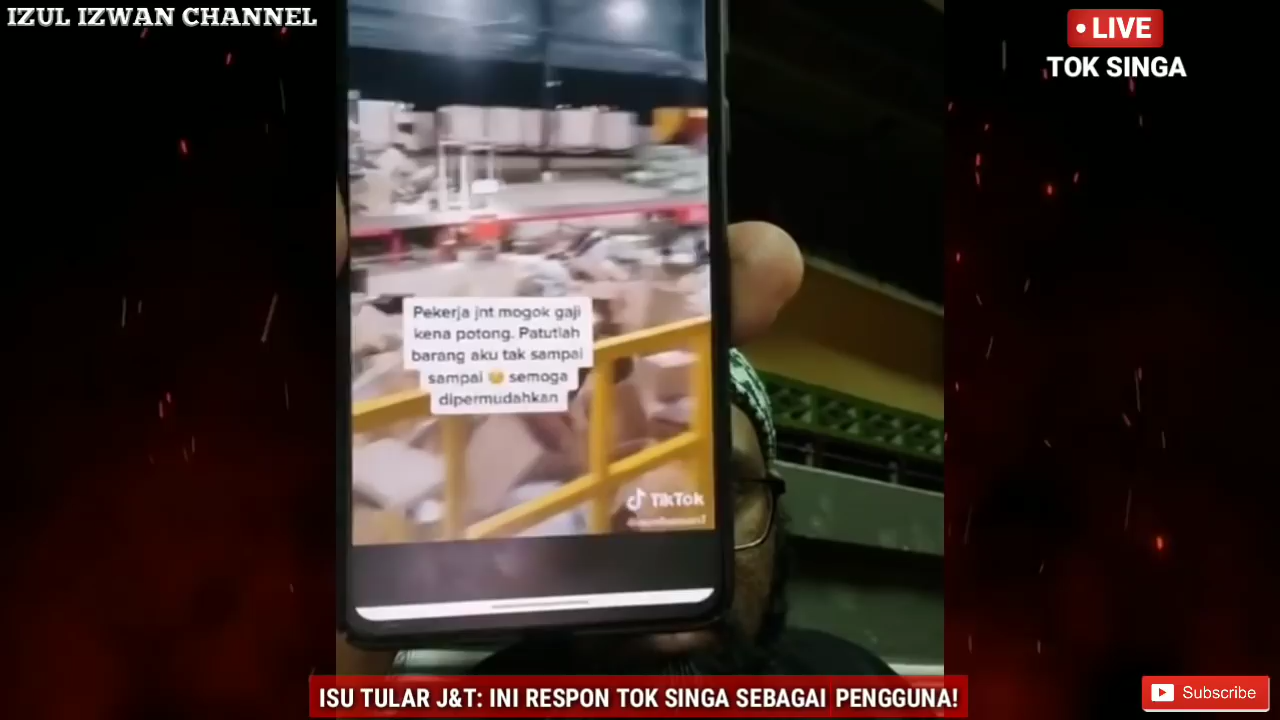 IZUL IZWAN CHANNEL
• LIVE
TOK SINGA
Pekerja jnt mogok gaji
kena potong. Patutlah
barang aku tak sampai
sampai 😢 semoga
dipermudahkan
TikTok
ISU TULAR J&T: INI RESPON TOK SINGA SEBAGAI PENGGUNA!
Subscribe